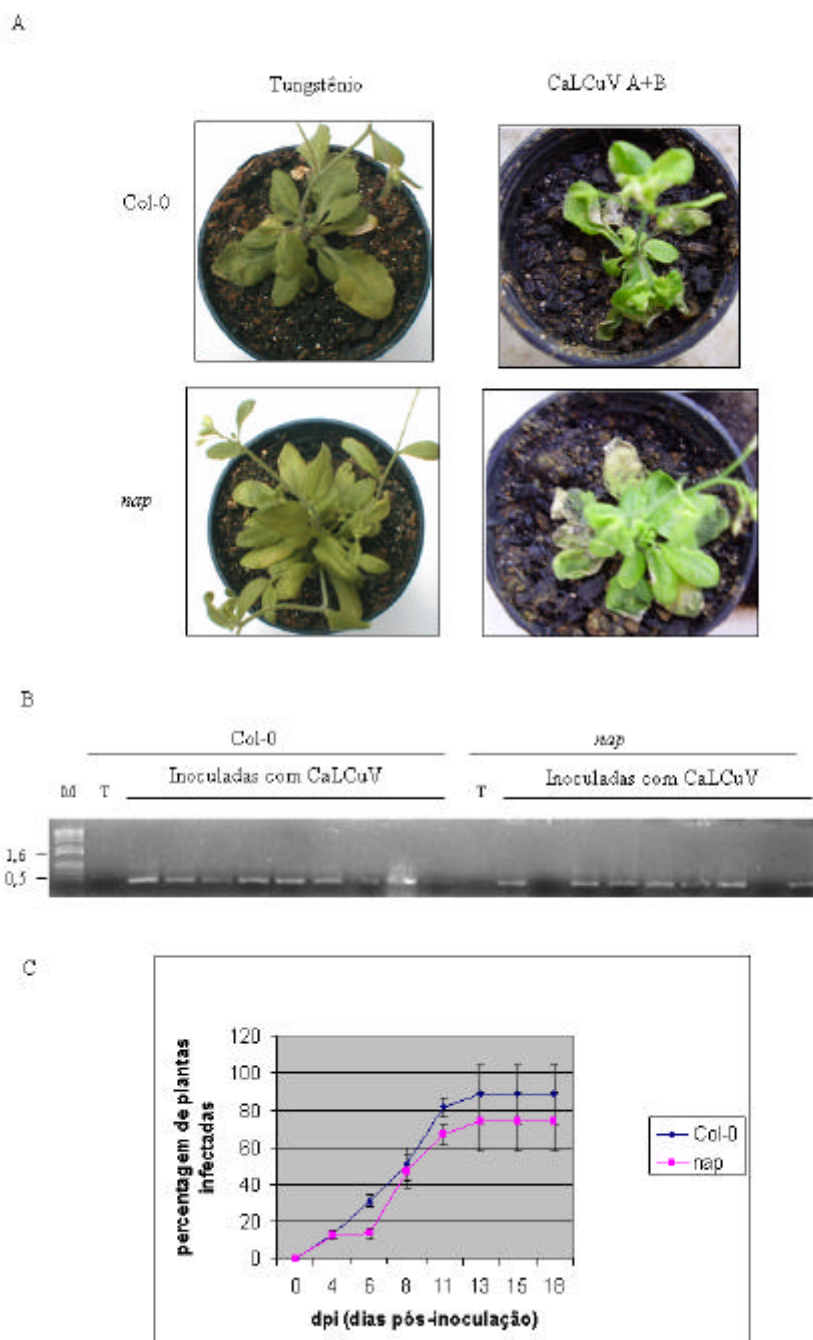 A
Tungstênio CaLCuV A+B
Col-0
nap
B
Col-0 nap
Inoculadas com CaLCuV Inoculadas com CaLCuV
M T T
1,6
0,5
C
percentagem de plantas
infectadas
120
100
80
60
40
20
0
0 4 6 8 11 13 15 18
dpi (dias pós-inoculação)
Col-0
nap